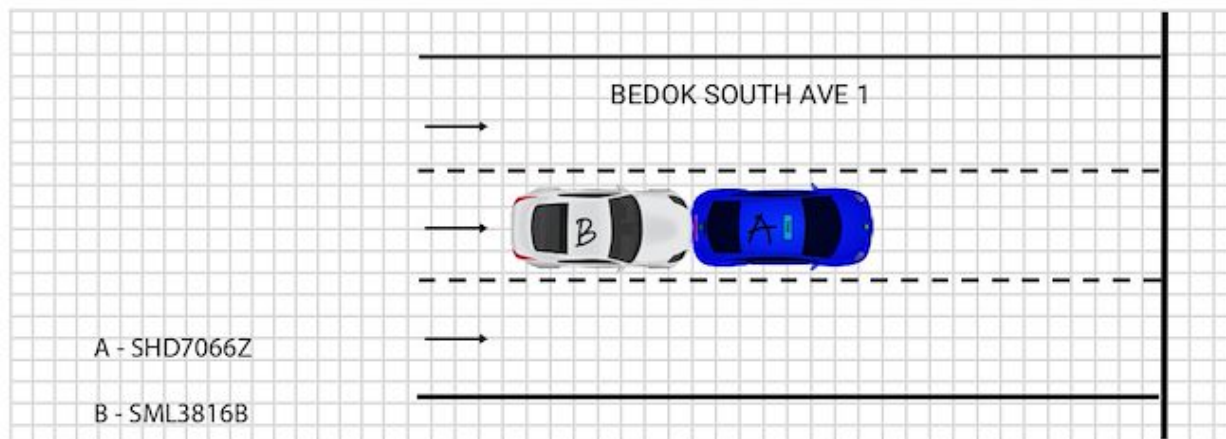 BEDOK SOUTH AVE 1
B
A
A - SHD7066Z
B - SML3816B